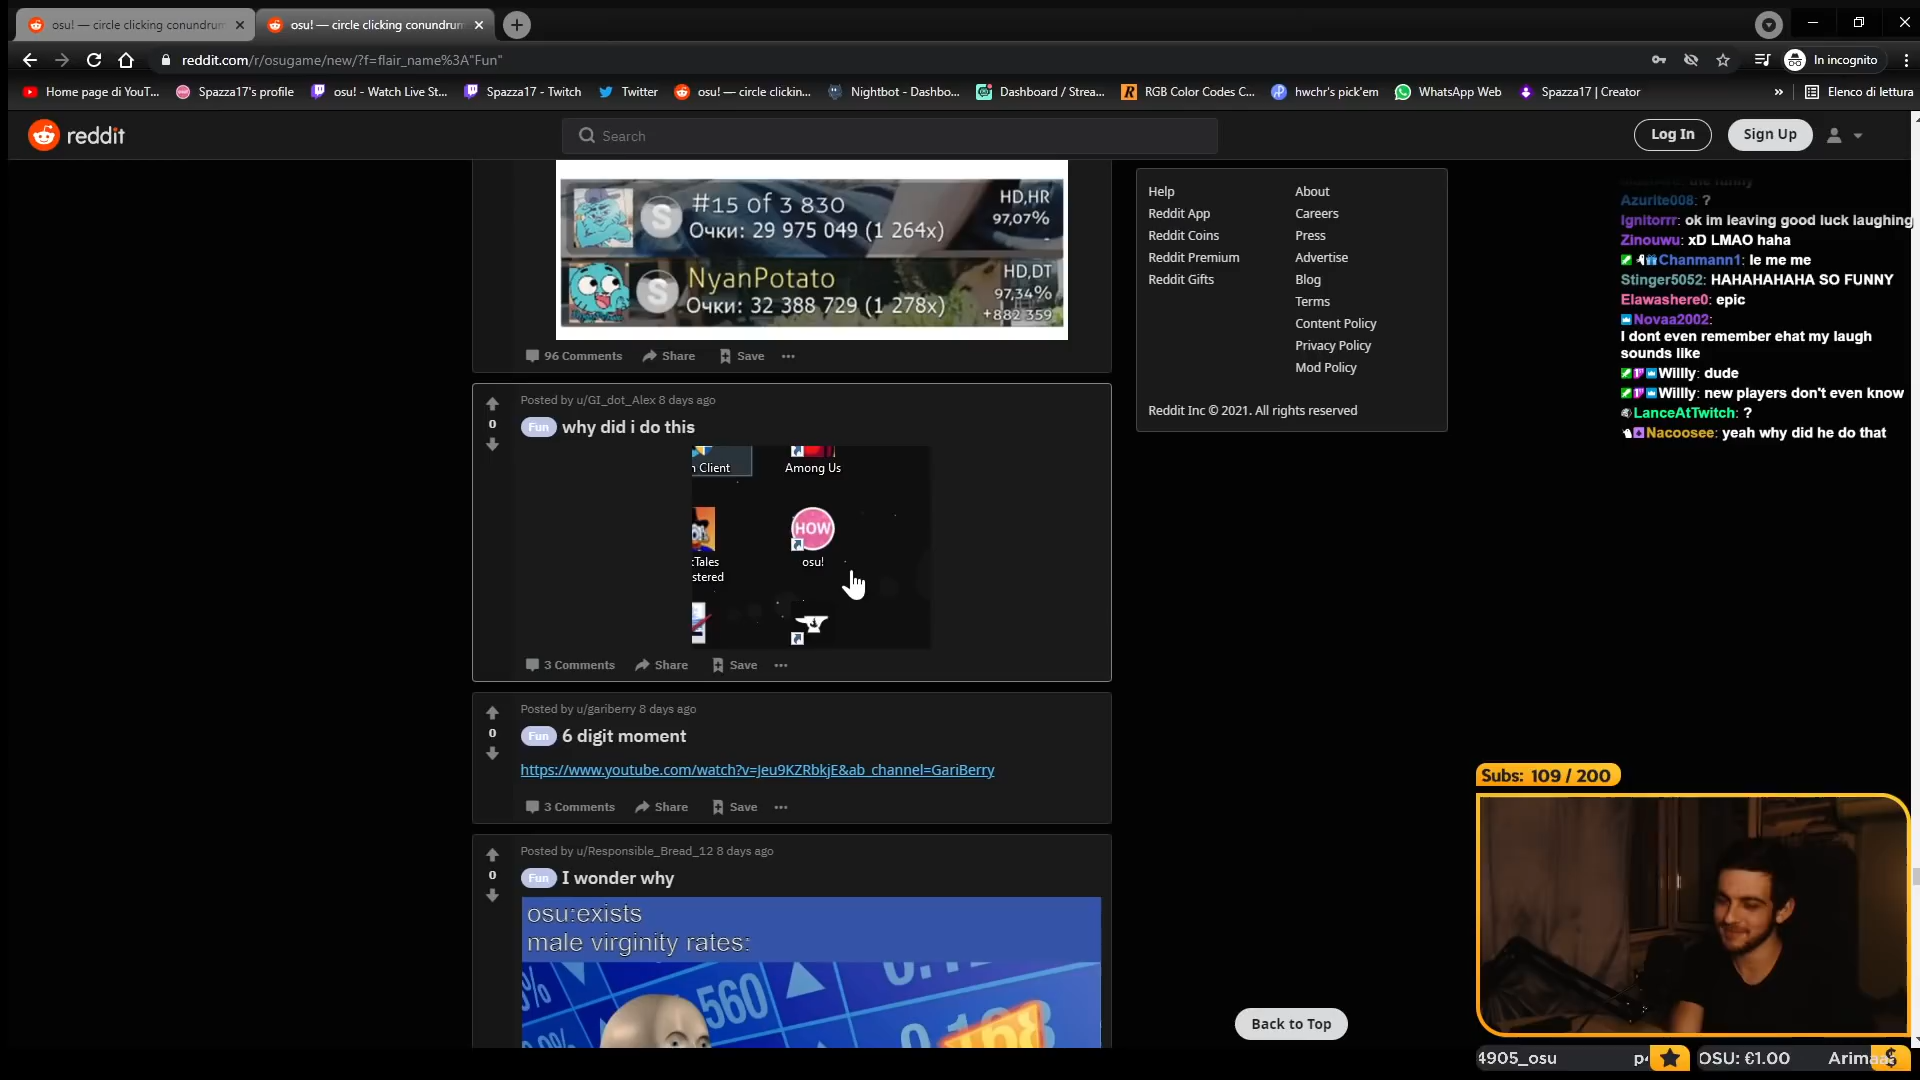 osu! — circle clicking conundrum
osu! — circle clicking conundrum
reddit.com/r/osugame/new/?f=flair_name%3A"Fun"
In incognito
Home page di YouT...
Spazza17's profile
osu! - Watch Live St...
Spazza17 - Twitch
Twitter
osu! — circle clickin...
Nightbot - Dashbo...
Dashboard / Strea...
RGB Color Codes C...
hwchr's pick'em
WhatsApp Web
Spazza17 | Creator
»
Elenco di lettura
reddit
Search
Log In
Sign Up
#15 of 3 830
Очки: 29 975 049 (1 264x)
HD,HR
97,07%
-
NyanPotato
Очки: 32 388 729 (1 278x)
HD,DT
97,34%
+882 359
S
S
96 Comments
Share
Save
Posted by u/GI_dot_Alex 8 days ago
0
Fun why did i do this
n Client
Among Us
HOW
osu!
:Tales
stered
3 Comments
Share
Save
Posted by u/gariberry 8 days ago
0
Fun 6 digit moment
https://www.youtube.com/watch?v=Jeu9KZRbkjE&ab_channel=GariBerry
3 Comments
Share
Save
Posted by u/Responsible_Bread_12 8 days ago
0
Fun I wonder why
osu:exists
male virginity rates:
560
Help
About
Reddit App
Careers
Reddit Coins
Press
Reddit Premium
Advertise
Reddit Gifts
Blog
Terms
Content Policy
Privacy Policy
Mod Policy
Reddit Inc © 2021. All rights reserved
Back to Top
Azurite008: ?
Ignitorrr: ok im leaving good luck laughing
Zinouwu: xD LMAO haha
Chanmann1: le me me
Stinger5052: HAHAHAHA SO FUNNY
Elawashere0: epic
Novaa2002:
I dont even remember ehat my laugh
sounds like
Willly: dude
Willly: new players don't even know
LanceAtTwitch: ?
Nacoosee: yeah why did he do that
Subs: 109 / 200
4905_osu
OSU: €1.00